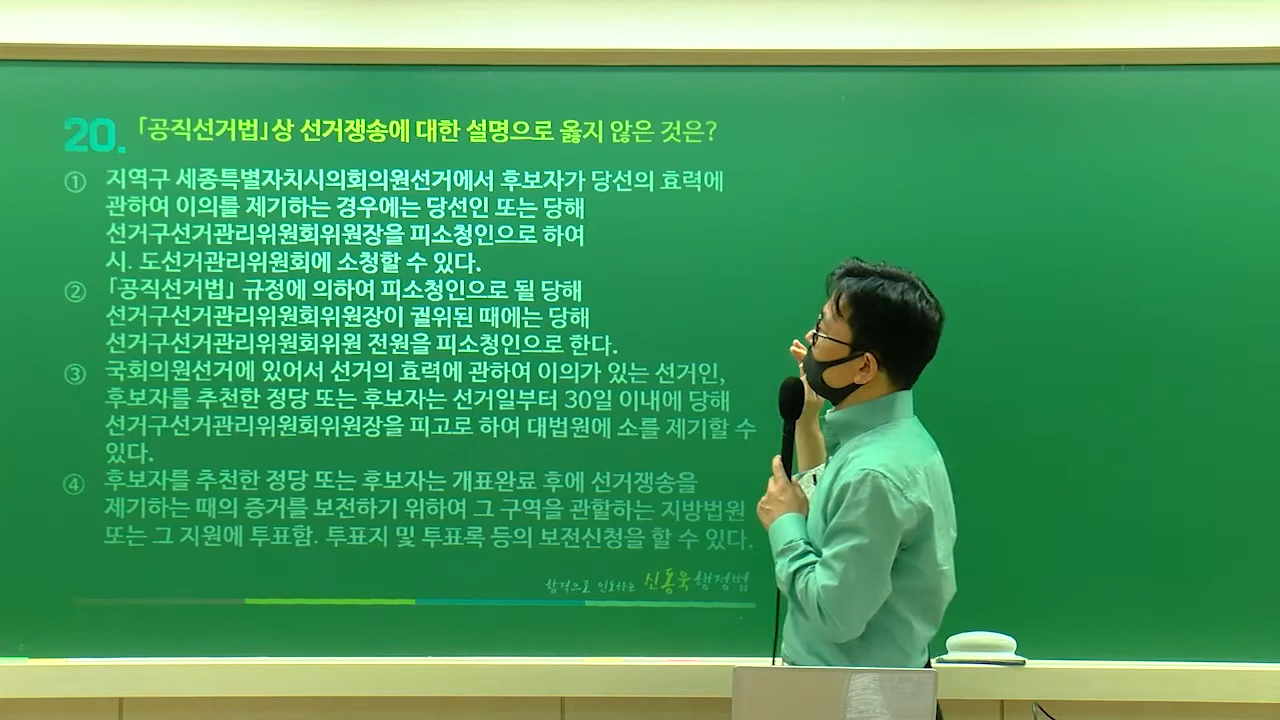 20. 「공직선거법」상 선거쟁송에 대한 설명으로 옳지 않은 것은?
① 지역구 세종특별자치시의회의원선거에서 후보자가 당선의 효력에
관하여 이의를 제기하는 경우에는 당선인 또는 당해
선거구선거관리위원회위원장을 피소청인으로 하여
시. 도선거관리위원회에 소청할 수 있다.
② 「공직선거법」 규정에 의하여 피소청인으로 될 당해
선거구선거관리위원회위원장이 궐위된 때에는 당해
선거구선거관리위원회위원 전원을 피소청인으로 한다.
③ 국회의원선거에 있어서 선거의 효력에 관하여 이의가 있는 선거인,
후보자를 추천한 정당 또는 후보자는 선거일부터 30일 이내에 당해
선거구선거관리위원회위원장을 피고로 하여 대법원에 소를 제기할 수
있다.
④ 후보자를 추천한 정당 또는 후보자는 개표완료 후에 선거쟁송을
제기하는 때의 증거를 보전하기 위하여 그 구역을 관할하는 지방법원
또는 그 지원에 투표함. 투표지 및 투표록 등의 보전신청을 할 수 있다.
합격으로 인도하는 신동욱 행정법